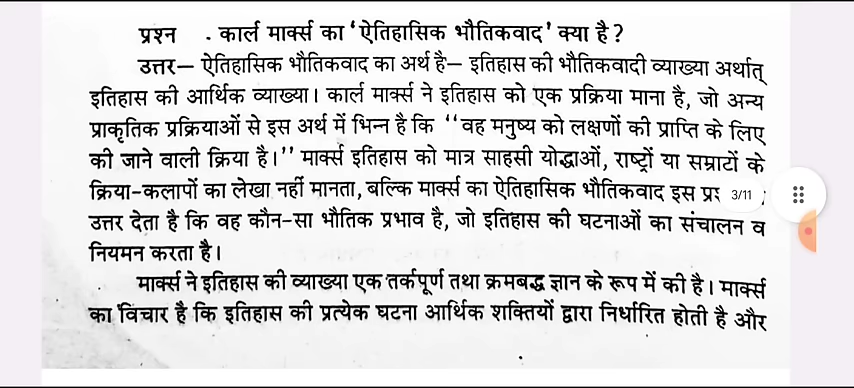 प्रश्न . कार्ल मार्क्स का ‘ऐतिहासिक भौतिकवाद’ क्या है?
उत्तर— ऐतिहासिक भौतिकवाद का अर्थ है— इतिहास की भौतिकवादी व्याख्या अर्थात्
इतिहास की आर्थिक व्याख्या। कार्ल मार्क्स ने इतिहास को एक प्रक्रिया माना है, जो अन्य
प्राकृतिक प्रक्रियाओं से इस अर्थ में भिन्न है कि ‘‘वह मनुष्य को लक्षणों की प्राप्ति के लिए
की जाने वाली क्रिया है।’’ मार्क्स इतिहास को मात्र साहसी योद्धाओं, राष्ट्रों या सम्राटों के
क्रिया-कलापों का लेखा नहीं मानता, बल्कि मार्क्स का ऐतिहासिक भौतिकवाद इस 3/11
उत्तर देता है कि वह कौन-सा भौतिक प्रभाव है, जो इतिहास की घटनाओं का संचालन व
नियमन करता है।
मार्क्स ने इतिहास की व्याख्या एक तर्कपूर्ण तथा क्रमबद्ध ज्ञान के रूप में की है। मार्क्स
का विचार है कि इतिहास की प्रत्येक घटना आर्थिक शक्तियों द्वारा निर्धारित होती है और